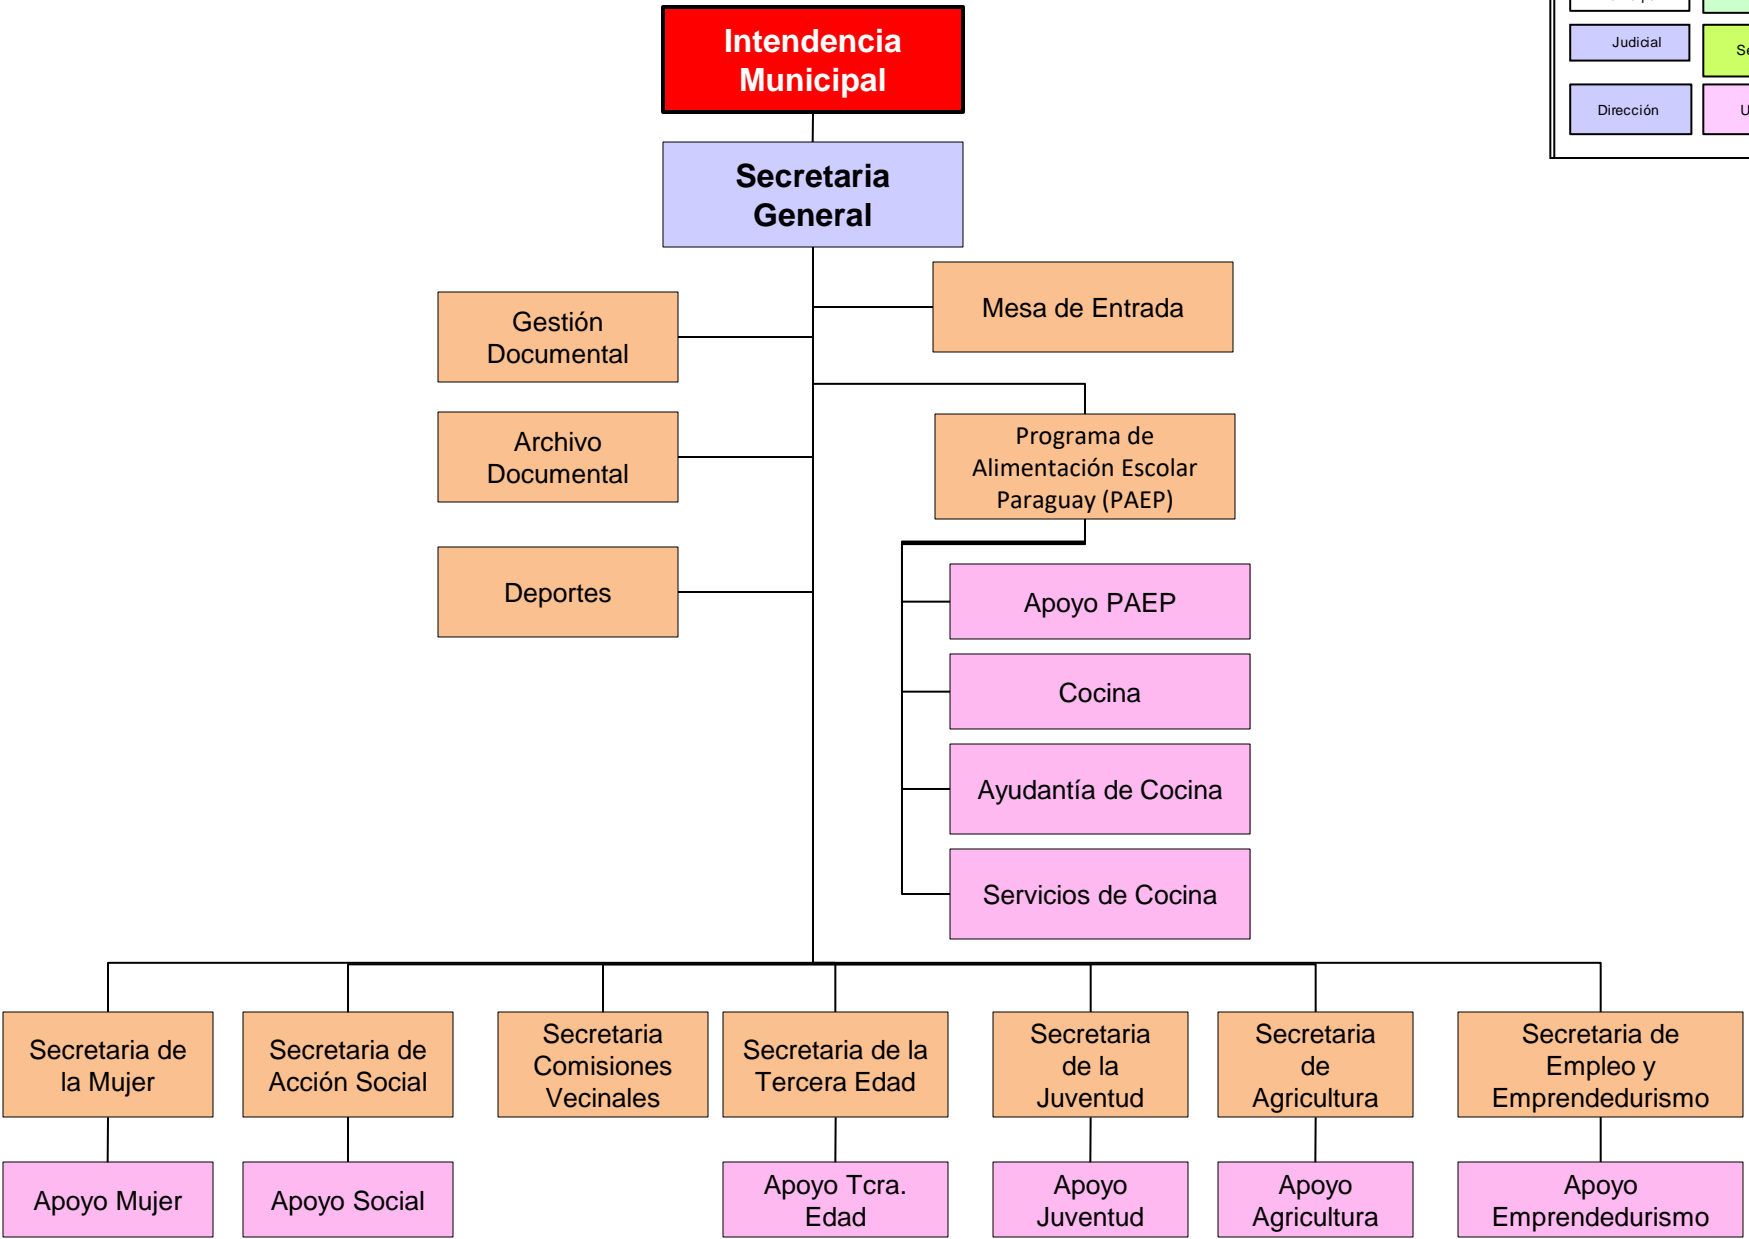 Intendencia
Municipal
Judicial
Dirección
Secretaria
General
Mesa de Entrada
Gestión
Documental
Archivo
Documental
Programa de
Alimentación Escolar
Paraguay (PAEP)
Deportes
Apoyo PAEP
Cocina
Ayudantía de Cocina
Servicios de Cocina
Secretaria de
la Mujer
Secretaria de
Acción Social
Secretaria
Comisiones
Vecinales
Secretaria de la
Tercera Edad
Secretaria
de la
Juventud
Secretaria
de
Agricultura
Secretaria de
Empleo y
Emprendedurismo
Apoyo Mujer
Apoyo Social
Apoyo Tcra.
Edad
Apoyo
Juventud
Apoyo
Agricultura
Apoyo
Emprendedurismo